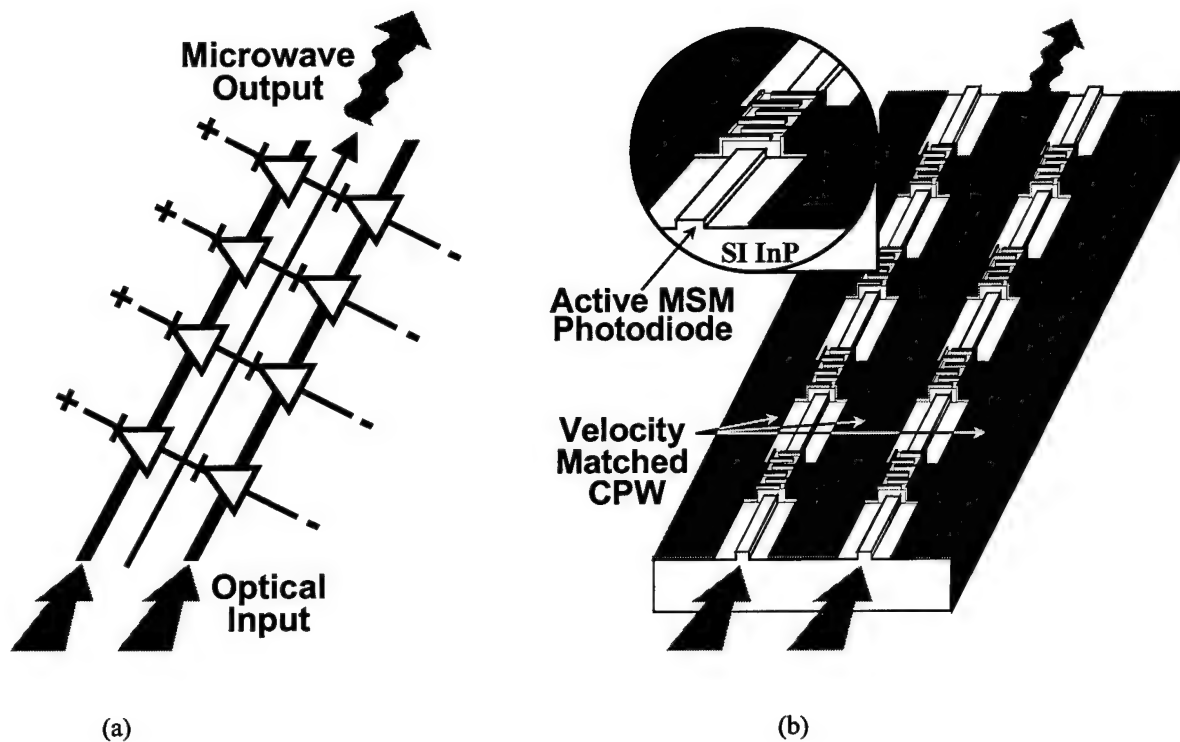 Microwave
Output
+
+
+
+
-
-
-
-
Optical
Input
(a)
SI InP
Active MSM
Photodiode
Velocity
Matched
CPW
(b)